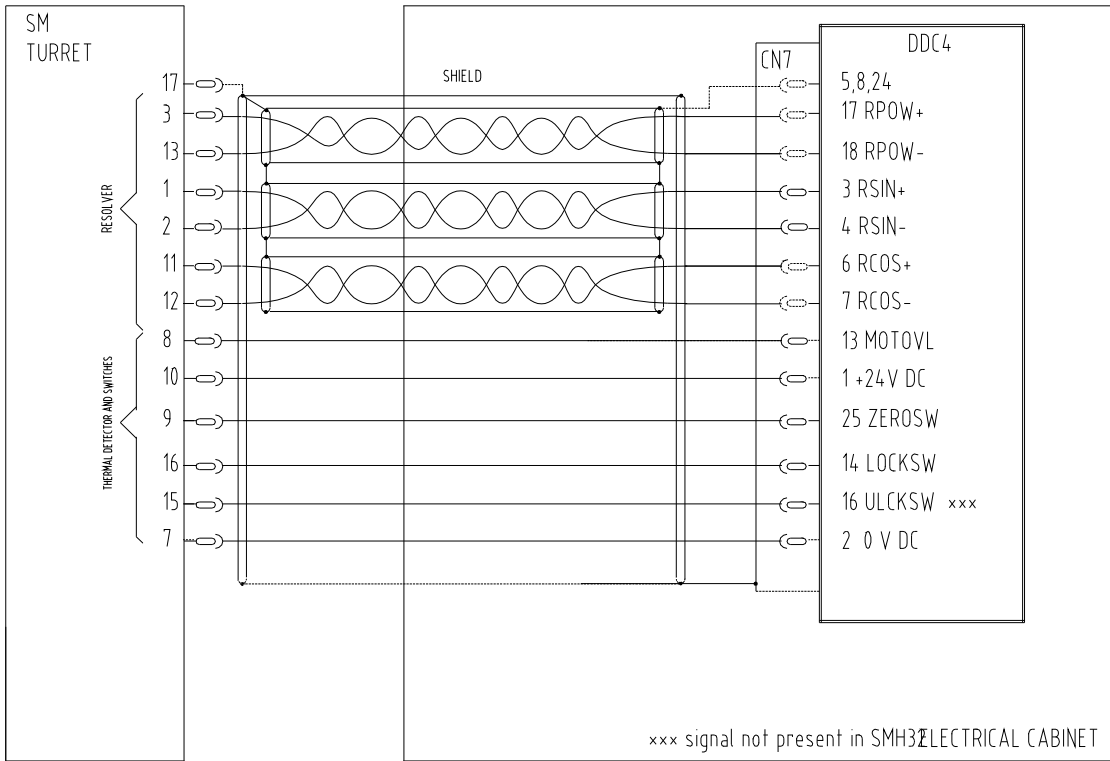 SM
TURRET
DDC4
CN7
SHIELD
17
5,8,24
3
17 RPOW+
13
18 RPOW-
1
3 RSIN+
2
4 RSIN-
11
6 RCOS+
12
7 RCOS-
8
13 MOTOVL
10
1 +24V DC
9
25 ZEROSW
16
14 LOCKSW
15
16 ULCKSW xxx
7
2 0 V DC
RESOLVER
THERMAL DETECTOR AND SWITCHES
xxx signal not present in SMH32
ELECTRICAL CABINET